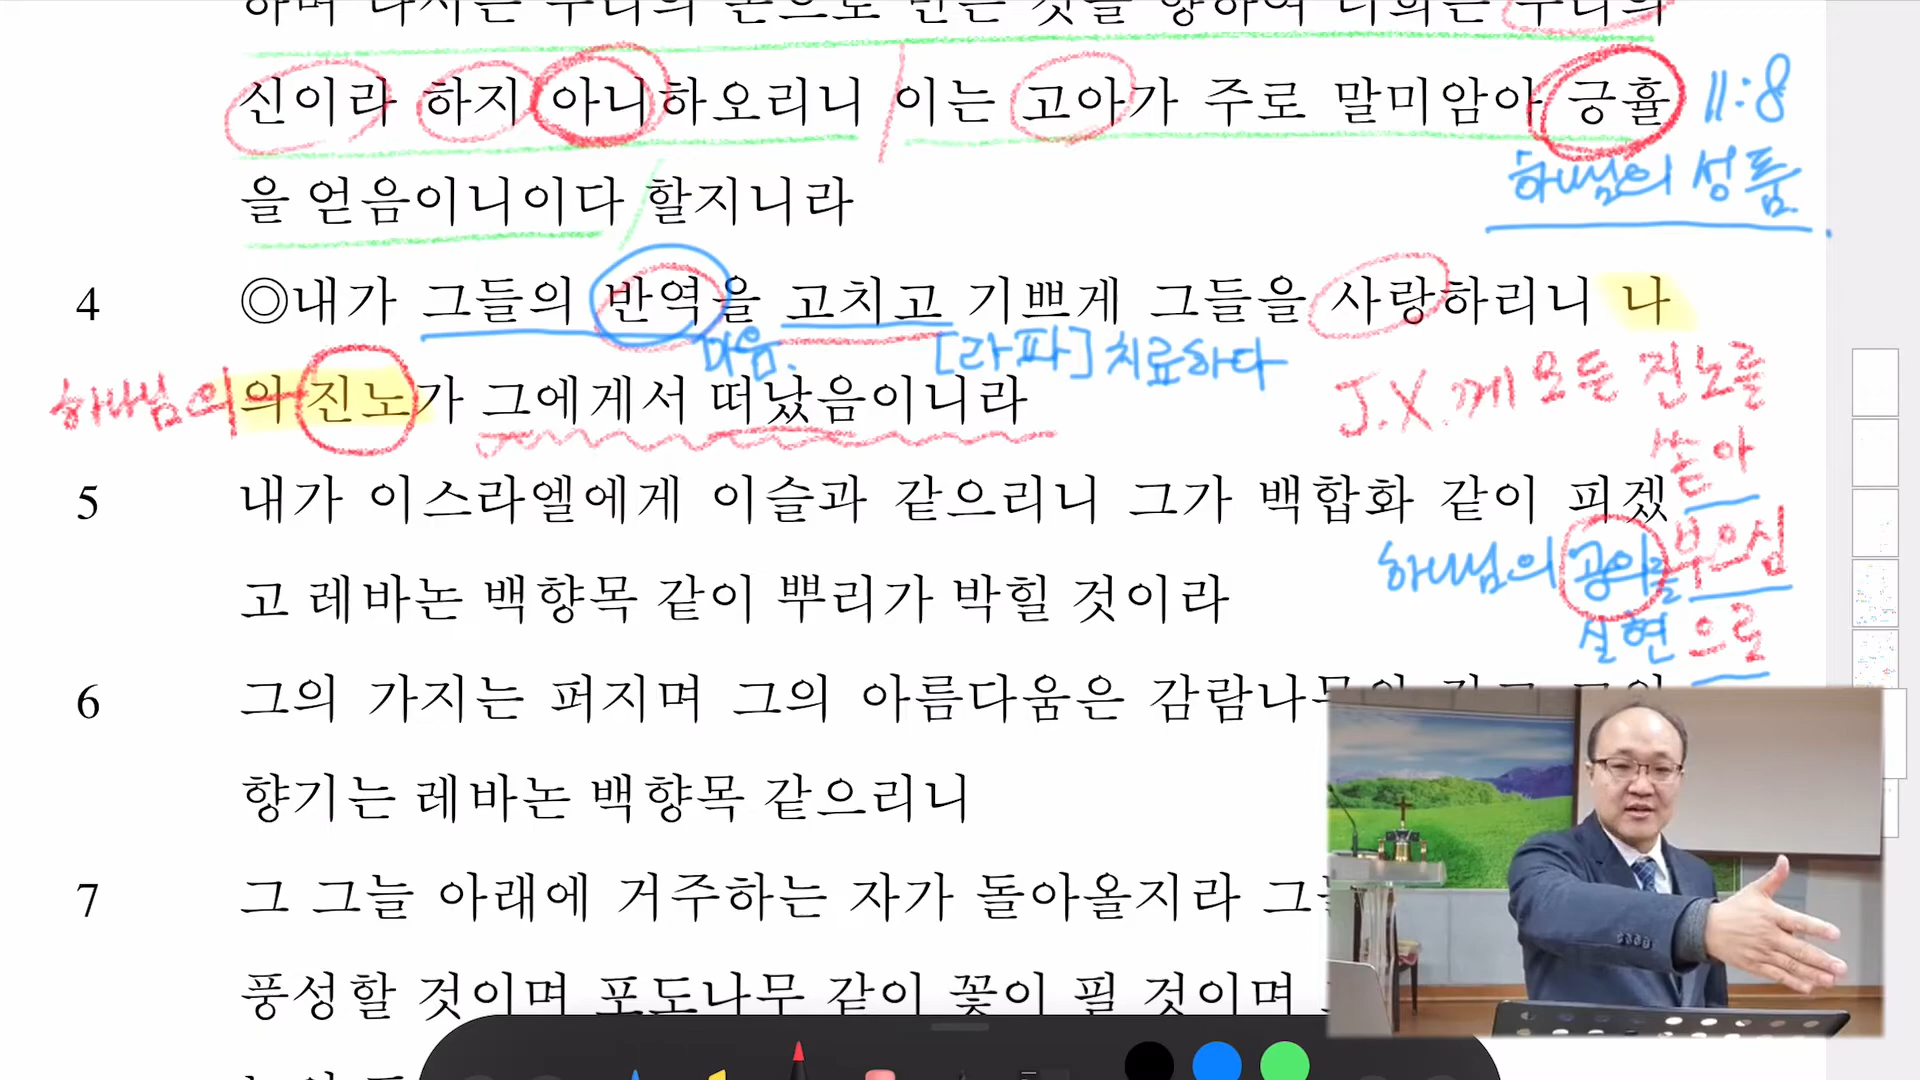 신이라 하지 아니하오리니 이는 고아가 주로 말미암아 긍휼
11:8
하나님의 성품
을 얻음이니이다 할지니라
4 ◎내가 그들의 반역을 고치고 기쁘게 그들을 사랑하리니 나
마음.
[라파] 치료하다
하나님의
의 진노가 그에게서 떠났음이니라
J.X.께 모든 진노를
쏟아
부으심
으로
5 내가 이스라엘에게 이슬과 같으리니 그가 백합화 같이 피겠
하나님의 공의를
실현
고 레바논 백향목 같이 뿌리가 박힐 것이라
6 그의 가지는 퍼지며 그의 아름다움은
향기는 레바논 백향목 같으리니
7 그 그늘 아래에 거주하는 자가 돌아올지라
풍성할 것이며 포도나무 같이 꽃이 필 것이며